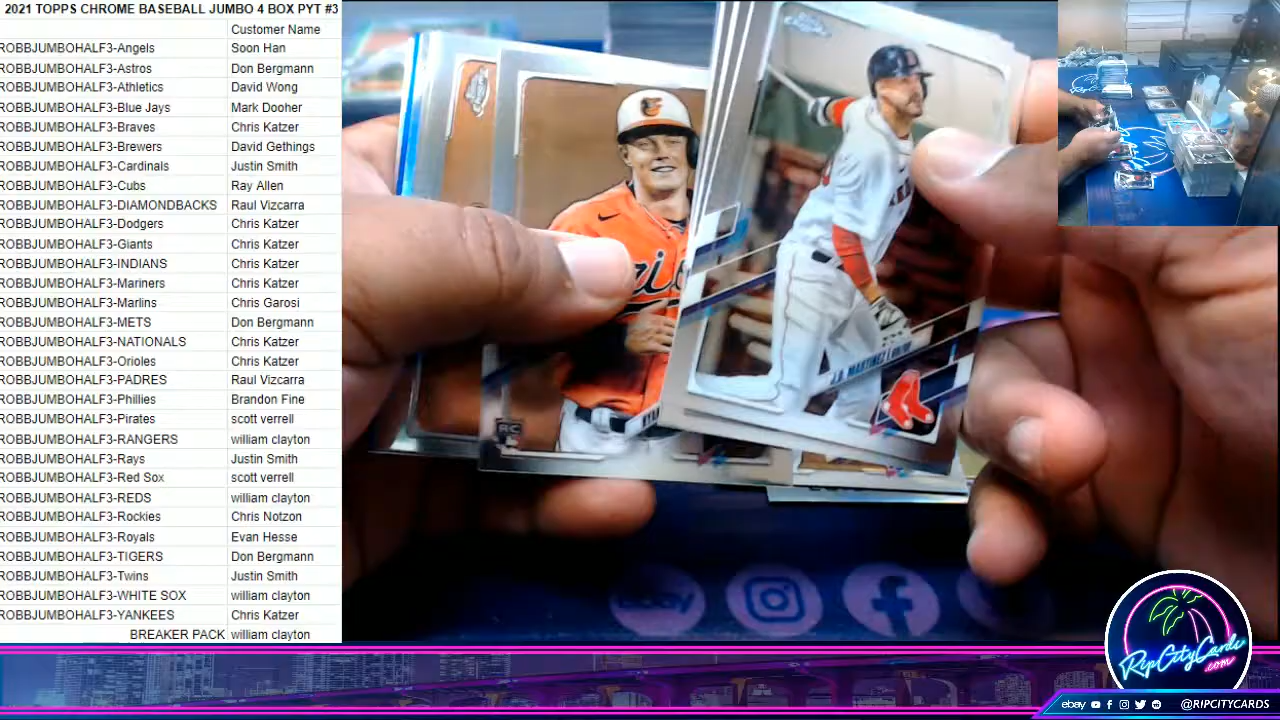 2021 TOPPS CHROME BASEBALL JUMBO 4 BOX PYT #3
Customer Name
ROBBJUMBOHALF3-Angels Soon Han
ROBBJUMBOHALF3-Astros Don Bergmann
ROBBJUMBOHALF3-Athletics David Wong
ROBBJUMBOHALF3-Blue Jays Mark Dooher
ROBBJUMBOHALF3-Braves Chris Katzer
ROBBJUMBOHALF3-Brewers David Gethings
ROBBJUMBOHALF3-Cardinals Justin Smith
ROBBJUMBOHALF3-Cubs Ray Allen
ROBBJUMBOHALF3-DIAMONDBACKS Raul Vizcarra
ROBBJUMBOHALF3-Dodgers Chris Katzer
ROBBJUMBOHALF3-Giants Chris Katzer
ROBBJUMBOHALF3-INDIANS Chris Katzer
ROBBJUMBOHALF3-Mariners Chris Katzer
ROBBJUMBOHALF3-Marlins Chris Garosi
ROBBJUMBOHALF3-METS Don Bergmann
ROBBJUMBOHALF3-NATIONALS Chris Katzer
ROBBJUMBOHALF3-Orioles Chris Katzer
ROBBJUMBOHALF3-PADRES Raul Vizcarra
ROBBJUMBOHALF3-Phillies Brandon Fine
ROBBJUMBOHALF3-Pirates scott verrell
ROBBJUMBOHALF3-RANGERS william clayton
ROBBJUMBOHALF3-Rays Justin Smith
ROBBJUMBOHALF3-Red Sox scott verrell
ROBBJUMBOHALF3-REDS william clayton
ROBBJUMBOHALF3-Rockies Chris Notzon
ROBBJUMBOHALF3-Royals Evan Hesse
ROBBJUMBOHALF3-TIGERS Don Bergmann
ROBBJUMBOHALF3-Twins Justin Smith
ROBBJUMBOHALF3-WHITE SOX william clayton
ROBBJUMBOHALF3-YANKEES Chris Katzer
BREAKER PACK william clayton
J.D. MARTINEZ
RC
ebay
RipCityCards
.com
ebay @RIPCITYCARDS